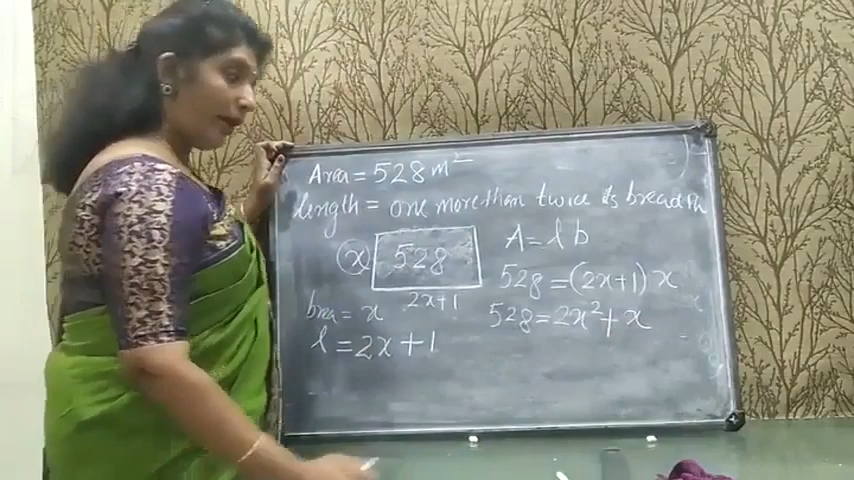 Area = 528 m²
length = one more than twice its breadth
x 528
2x+1
brea = x
l = 2x + 1
A = l b
528 = (2x+1) x
528 = 2x² + x